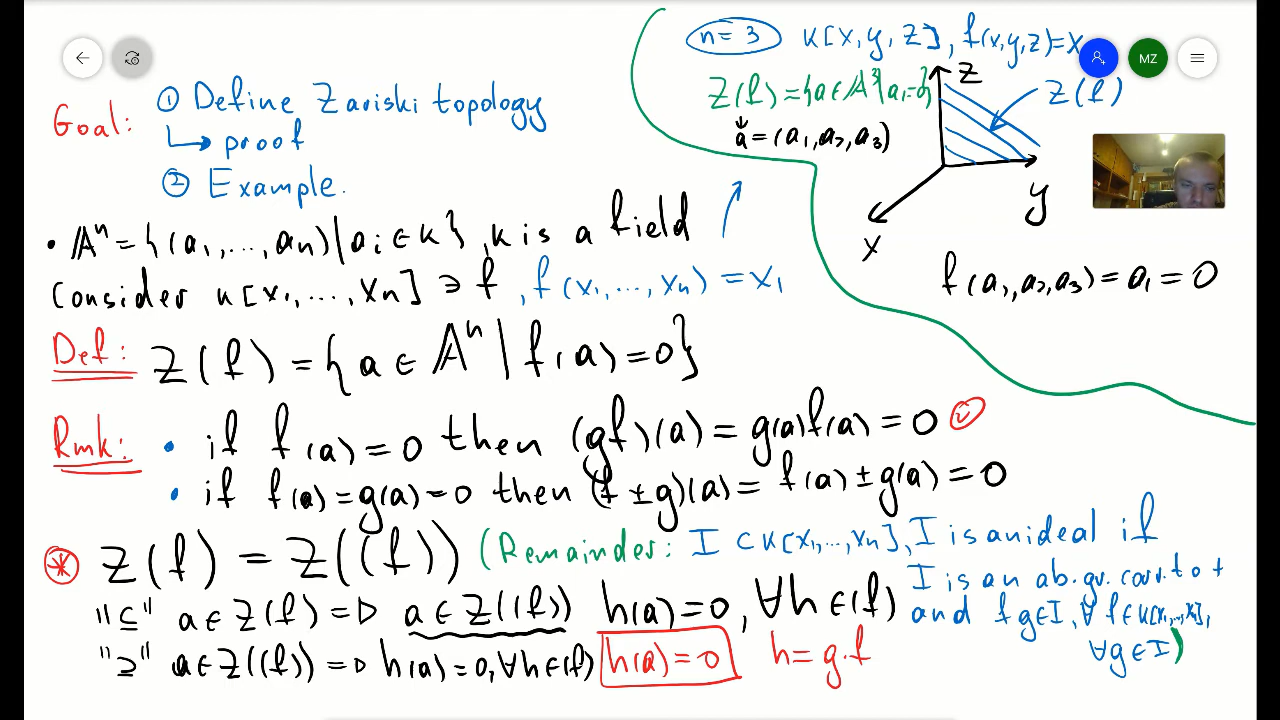 Goal: ① Define Zariski topology
↳ proof
② Example.
• 𝔸ⁿ = {(a₁,...,aₙ) | aᵢ ∈ k}, k is a field
Consider k[x₁,...,xₙ] ∋ f, f(x₁,...,xₙ) = x₁
Def: Z(f) = {a ∈ 𝔸ⁿ | f(a) = 0}
Rmk: • if f(a) = 0 then (gf)(a) = g(a)f(a) = 0
• if f(a) = g(a) = 0 then (f ± g)(a) = f(a) ± g(a) = 0
n = 3 k[x,y,z], f(x,y,z) = x
Z(f) = {a ∈ 𝔸³ | a₁ = 0}
a = (a₁, a₂, a₃)
z
Z(f)
y
x
f(a₁, a₂, a₃) = a₁ = 0
MZ
* Z(f) = Z((f)) (Remainder: I ⊂ k[x₁,...,xₙ], I is an ideal if
I is an ab. gr. corr. to +
and fg ∈ I, ∀ f ∈ k[x₁,...,xₙ],
∀g ∈ I)
"⊆" a ∈ Z(f) ⇒ a ∈ Z((f)) h(a) = 0, ∀h ∈ (f)
"⊇" a ∈ Z((f)) ⇒ h(a) = 0, ∀h ∈ (f) h(a) = 0 h = g·f